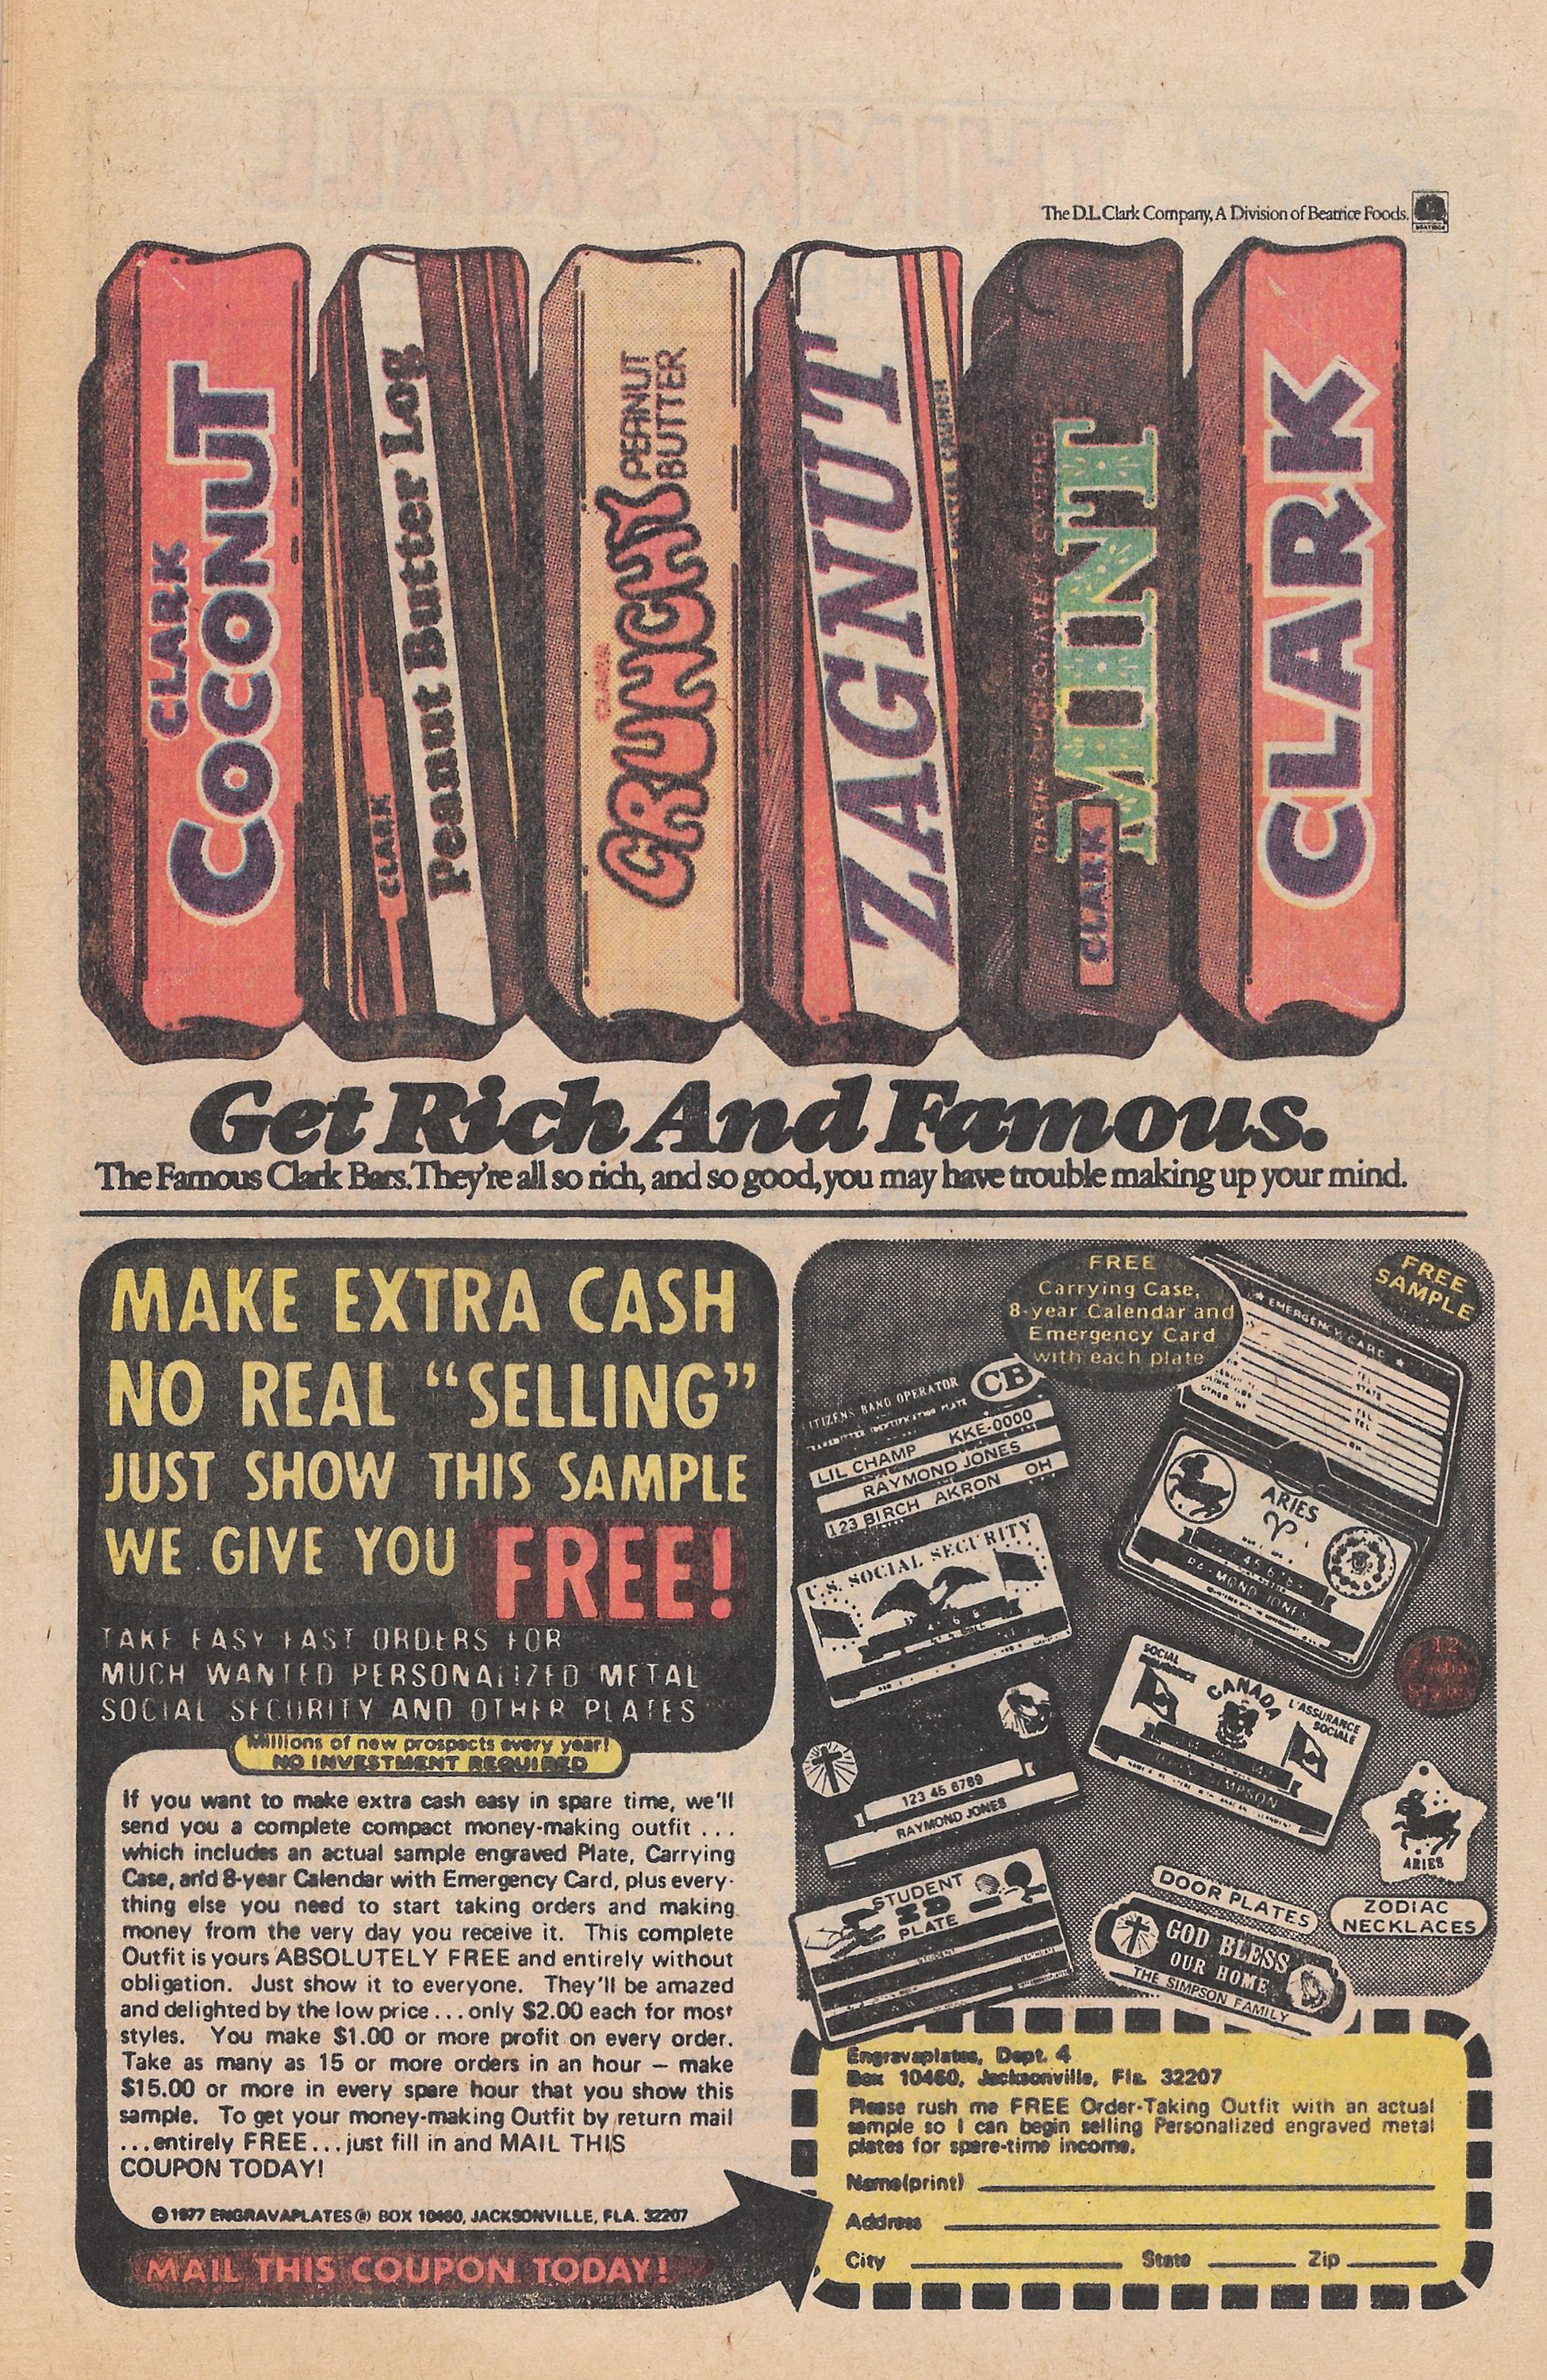 THINK SMALL
The D.L. Clark Company, A Division of Beatrice Foods.
BEATRICE
CLARK
COCONUT
CLARK
Peanut Butter Log
CLARK
CRUNCHY
PEANUT
BUTTER
ZAGNUT
MINT
CLARK
CLARK
Get Rich And Famous.
The Famous Clark Bars. They're all so rich, and so good, you may have trouble making up your mind.
MAKE EXTRA CASH
NO REAL "SELLING"
JUST SHOW THIS SAMPLE
WE GIVE YOU FREE!
TAKE EASY FAST ORDERS FOR
MUCH WANTED PERSONALIZED METAL
SOCIAL SECURITY AND OTHER PLATES
Millions of new prospects every year!
NO INVESTMENT REQUIRED
If you want to make extra cash easy in spare time, we'll
send you a complete compact money-making outfit ...
which includes an actual sample engraved Plate, Carrying
Case, and 8-year Calendar with Emergency Card, plus every-
thing else you need to start taking orders and making
money from the very day you receive it. This complete
Outfit is yours ABSOLUTELY FREE and entirely without
obligation. Just show it to everyone. They'll be amazed
and delighted by the low price ... only $2.00 each for most
styles. You make $1.00 or more profit on every order.
Take as many as 15 or more orders in an hour — make
$15.00 or more in every spare hour that you show this
sample. To get your money-making Outfit by return mail
...entirely FREE...just fill in and MAIL THIS
COUPON TODAY!
©1977 ENGRAVAPLATES® BOX 10460, JACKSONVILLE, FLA. 32207
MAIL THIS COUPON TODAY!
FREE
Carrying Case,
8-year Calendar and
Emergency Card
with each plate
FREE
SAMPLE
★ EMERGENCY CARD ★
CITIZENS BAND OPERATOR
CB
LIL CHAMP KKE-0000
RAYMOND JONES
123 BIRCH AKRON OH
ARIES
RAYMOND JONES
U.S. SOCIAL SECURITY
12
SOCIAL
INSURANCE
CANADA
L'ASSURANCE
SOCIALE
SIMPSON
123 45 6789
RAYMOND JONES
ARIES
STUDENT
ID
PLATE
DOOR PLATES
ZODIAC
NECKLACES
GOD BLESS
OUR HOME
THE SIMPSON FAMILY
Engravaplates, Dept. 4
Box 10460, Jacksonville, Fla. 32207
Please rush me FREE Order-Taking Outfit with an actual
sample so I can begin selling Personalized engraved metal
plates for spare-time income.
Name(print)
Address
City State Zip